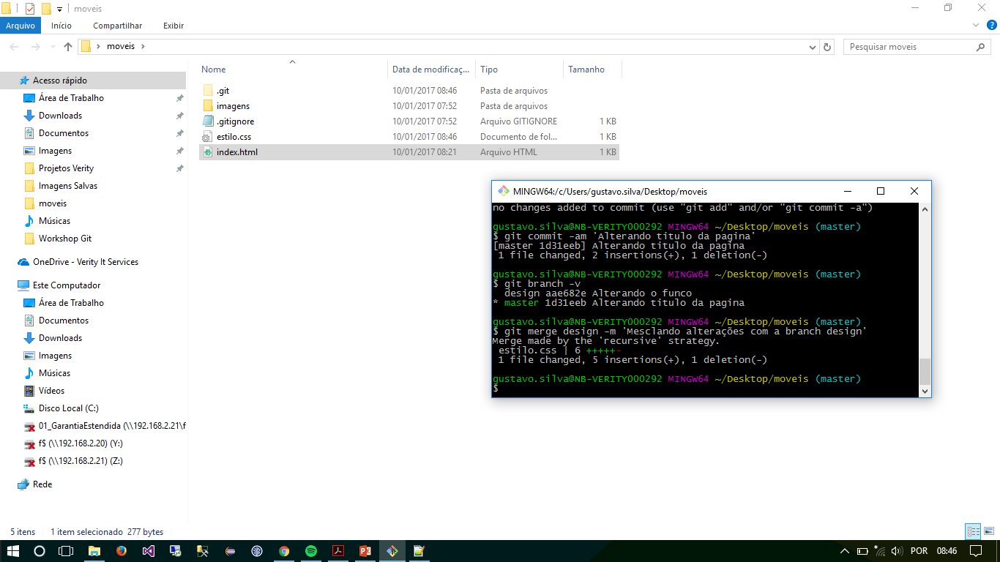 moveis
Arquivo Início Compartilhar Exibir
moveis
Pesquisar moveis
Nome Data de modificaç... Tipo Tamanho
.git 10/01/2017 08:46 Pasta de arquivos
imagens 10/01/2017 07:52 Pasta de arquivos
.gitignore 10/01/2017 07:52 Arquivo GITIGNORE 1 KB
estilo.css 10/01/2017 08:46 Documento de fol... 1 KB
index.html 10/01/2017 08:21 Arquivo HTML 1 KB
Acesso rápido
Área de Trabalho
Downloads
Documentos
Imagens
Projetos Verity
Imagens Salvas
moveis
Músicas
Workshop Git
OneDrive - Verity It Services
Este Computador
Área de Trabalho
Documentos
Downloads
Imagens
Músicas
Vídeos
Disco Local (C:)
01_GarantiaEstendida (\\192.168.2.21\f
f$ (\\192.168.2.20) (Y:)
f$ (\\192.168.2.21) (Z:)
Rede
MINGW64:/c/Users/gustavo.silva/Desktop/moveis
no changes added to commit (use "git add" and/or "git commit -a")
gustavo.silva@NB-VERITY000292 MINGW64 ~/Desktop/moveis (master)
$ git commit -am 'Alterando titulo da pagina'
[master 1d31eeb] Alterando titulo da pagina
1 file changed, 2 insertions(+), 1 deletion(-)
gustavo.silva@NB-VERITY000292 MINGW64 ~/Desktop/moveis (master)
$ git branch -v
design aae682e Alterando o funco
* master 1d31eeb Alterando titulo da pagina
gustavo.silva@NB-VERITY000292 MINGW64 ~/Desktop/moveis (master)
$ git merge design -m 'Mesclando alterações com a branch design'
Merge made by the 'recursive' strategy.
estilo.css | 6 +++++-
1 file changed, 5 insertions(+), 1 deletion(-)
gustavo.silva@NB-VERITY000292 MINGW64 ~/Desktop/moveis (master)
$
5 itens 1 item selecionado 277 bytes
POR 08:46